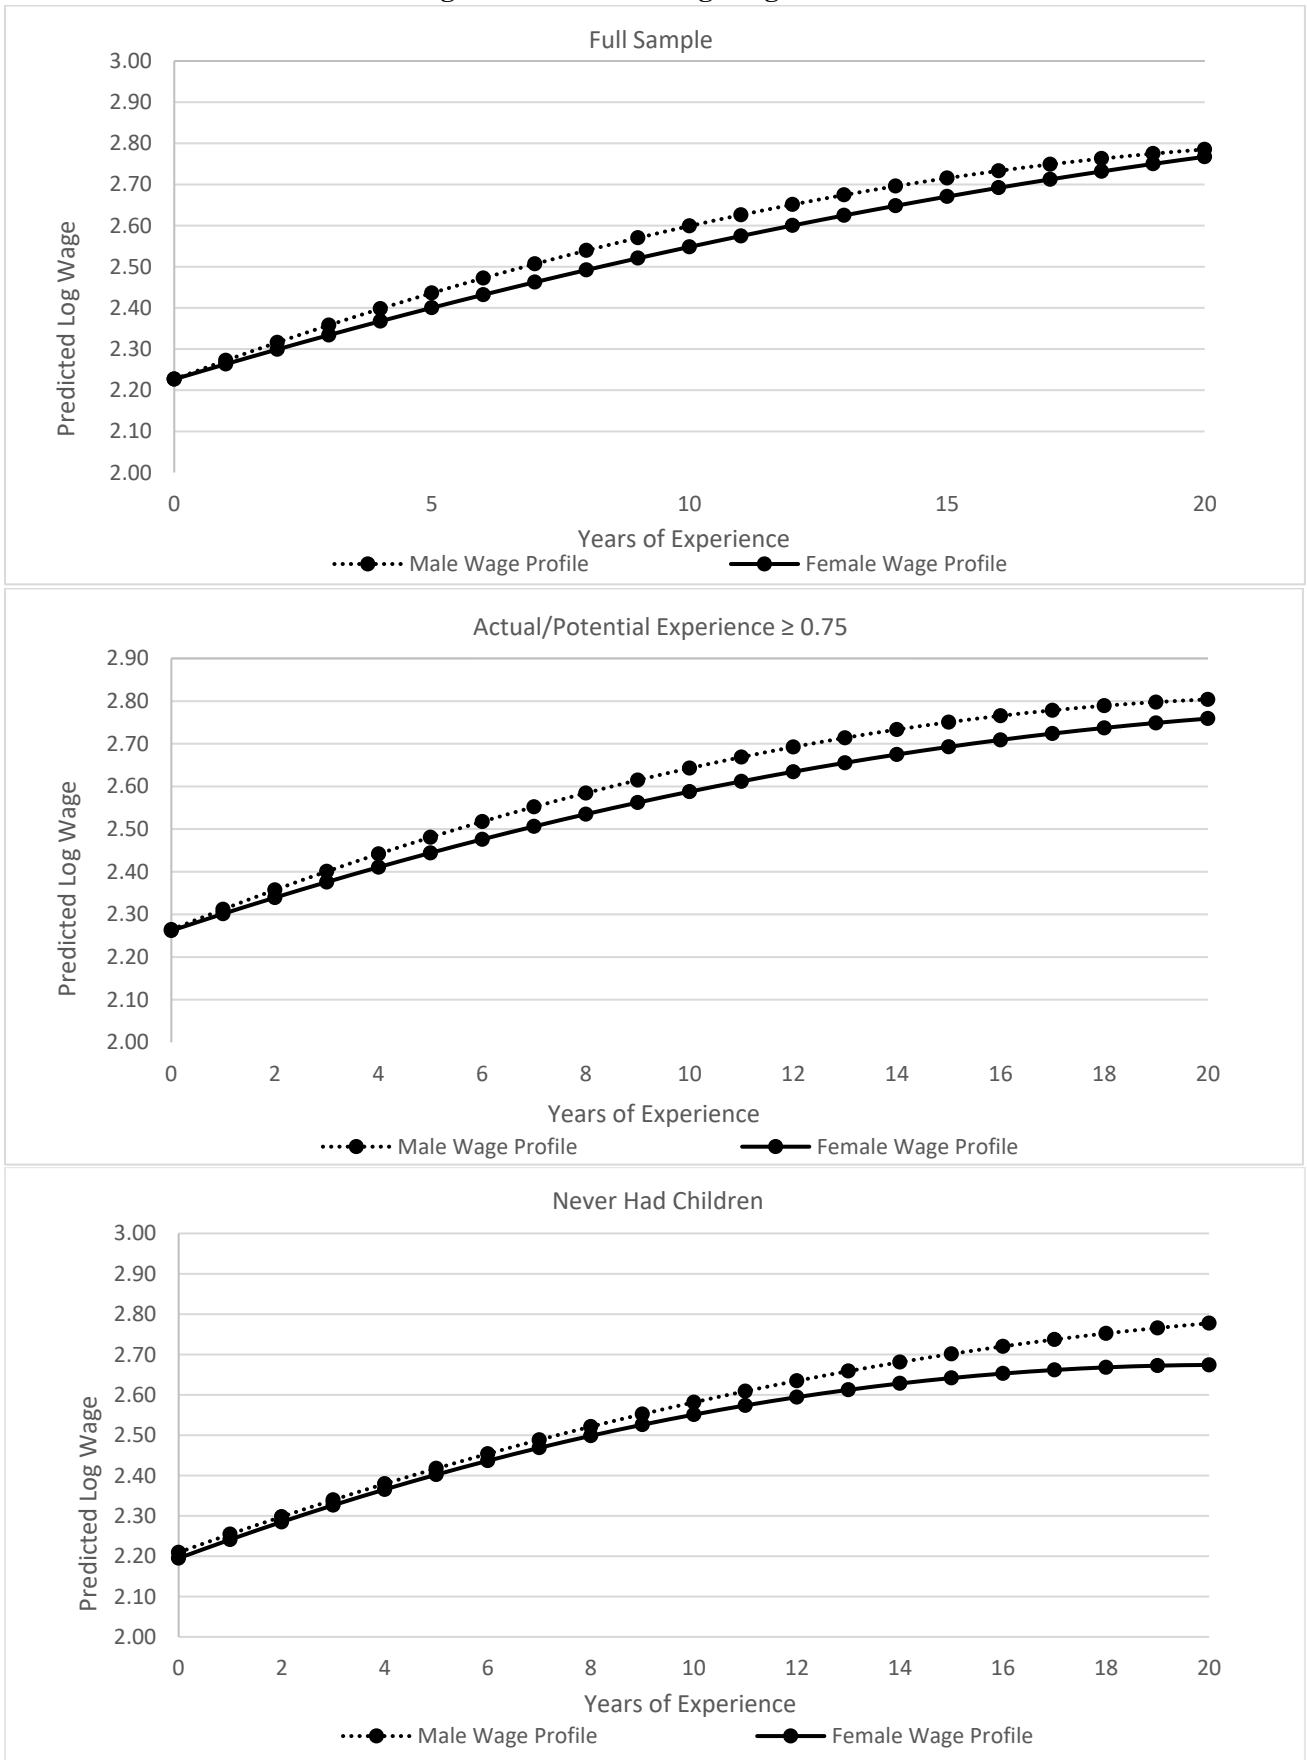 Full Sample
3.00
2.90
2.80
2.70
2.60
2.50
2.40
2.30
2.20
2.10
2.00
Predicted Log Wage
0 5 10 15 20
Years of Experience
Male Wage Profile Female Wage Profile
Actual/Potential Experience ≥ 0.75
2.90
2.80
2.70
2.60
2.50
2.40
2.30
2.20
2.10
2.00
Predicted Log Wage
0 2 4 6 8 10 12 14 16 18 20
Years of Experience
Male Wage Profile Female Wage Profile
Never Had Children
3.00
2.90
2.80
2.70
2.60
2.50
2.40
2.30
2.20
2.10
2.00
Predicted Log Wage
0 2 4 6 8 10 12 14 16 18 20
Years of Experience
Male Wage Profile Female Wage Profile